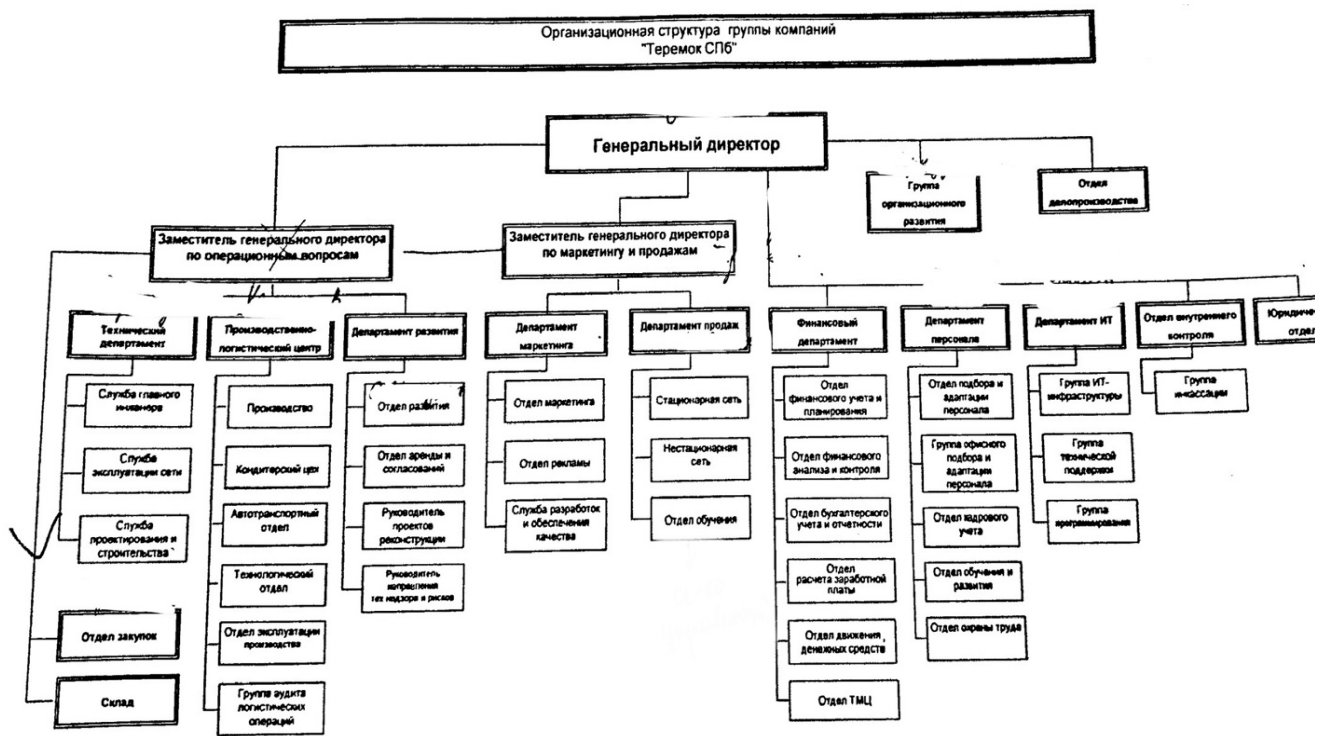 Организационная структура группы компаний
"Теремок СПб"
Генеральный директор
Группа
организационного
развития
Отдел
делопроизводства
Заместитель генерального директора
по операционным вопросам
Заместитель генерального директора
по маркетингу и продажам
Технический
департамент
Производственно-
логистический центр
Департамент развития
Департамент
маркетинга
Департамент продаж
Финансовый
департамент
Департамент
персонала
Департамент ИТ
Отдел внутреннего
контроля
Юридичес
отдел
Служба главного
инженера
Служба
эксплуатации сети
Служба
проектирования и
строительства
Отдел закупок
Склад
Производство
Кондитерский цех
Автотранспортный
отдел
Технологический
отдел
Отдел эксплуатации
производства
Группа аудита
логистических
операций
Отдел развития
Отдел аренды и
согласований
Руководитель
проектов
реконструкции
Руководитель
направления
тех надзора и рисков
Отдел маркетинга
Отдел рекламы
Служба разработок
и обеспечения
качества
Стационарная сеть
Нестационарная
сеть
Отдел обучения
Отдел
финансового учета и
планирования
Отдел финансового
анализа и контроля
Отдел бухгалтерского
учета и отчетности
Отдел
расчета заработной
платы
Отдел движения
денежных средств
Отдел ТМЦ
Отдел подбора и
адаптации
персонала
Группа офисного
подбора и
адаптации
персонала
Отдел кадрового
учета
Отдел обучения и
развития
Отдел охраны труда
Группа ИТ-
инфраструктуры
Группа
технической
поддержки
Группа
программирования
Группа
инкассации